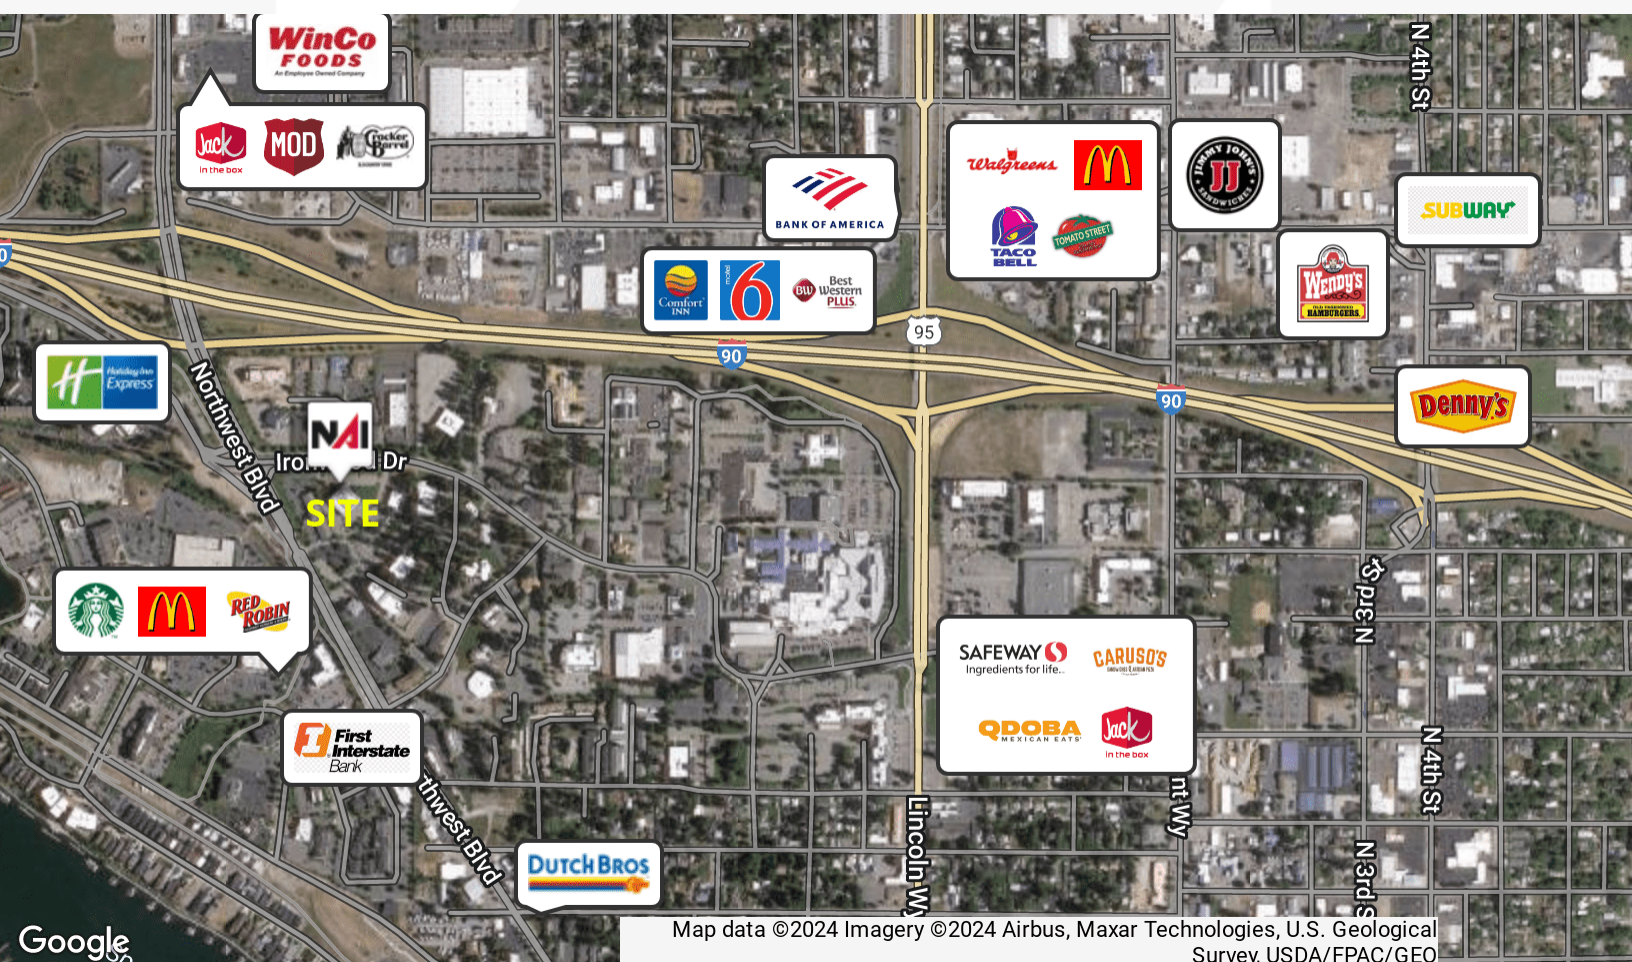 WinCo
FOODS
An Employee Owned Company
Jack
in the box
MOD
Cracker
Barrel
N 4th St
BANK OF AMERICA
Walgreens
TACO
BELL
TOMATO STREET
JIMMY JOHN'S
JJ
SANDWICHES
SUBWAY
Comfort
INN
motel
6
BW
Best
Western
PLUS
WENDY'S
OLD FASHIONED
HAMBURGERS
95
90
90
0
H
Holiday Inn
Express
Northwest Blvd
NAI
Dr
SITE
Denny's
RED
ROBIN
N 3rd St
SAFEWAY
Ingredients for life..
CARUSO'S
QDOBA
MEXICAN EATS
Jack
in the box
First
Interstate
Bank
thwest Blvd
nt Wy
N 4th St
Lincoln Wy
N 3rd S
DUTCH BROS
Google
Map data ©2024 Imagery ©2024 Airbus, Maxar Technologies, U.S. Geological
Survey, USDA/FPAC/GEO